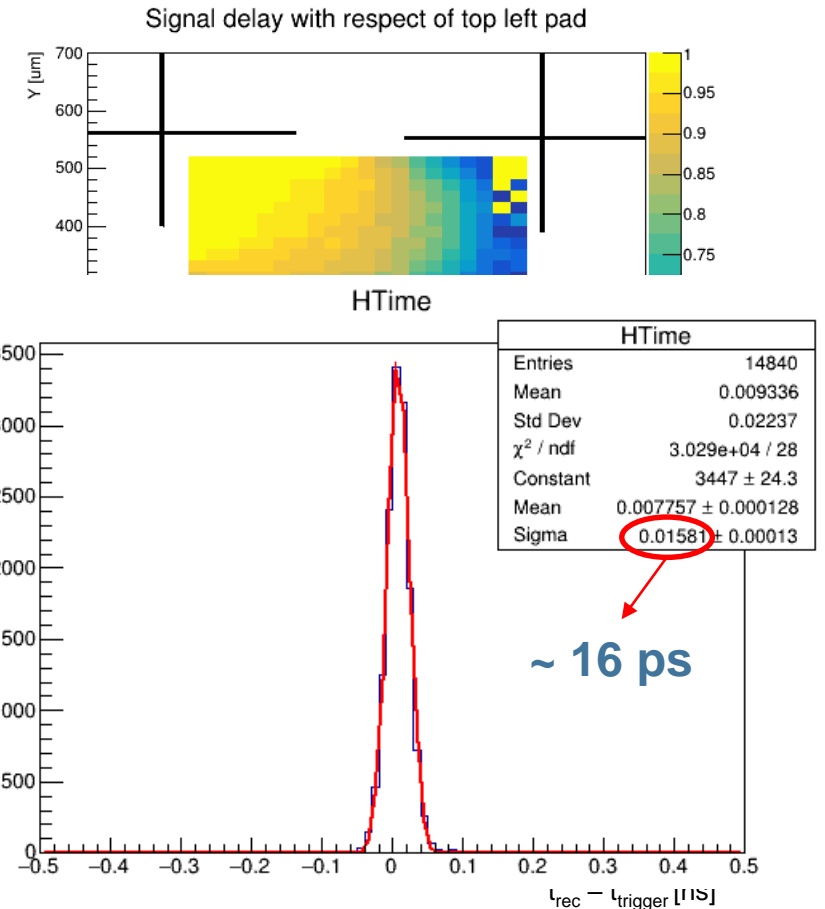 Signal delay with respect of top left pad
Y [um]
700
600
500
400
1
0.95
0.9
0.85
0.8
0.75
HTime
HTime
Entries 14840
Mean 0.009336
Std Dev 0.02237
χ² / ndf 3.029e+04 / 28
Constant 3447 ± 24.3
Mean 0.007757 ± 0.000128
Sigma 0.01581 ± 0.00013
~ 16 ps
500
000
500
000
500
000
500
0
−0.5 −0.4 −0.3 −0.2 −0.1 0 0.1 0.2 0.3 0.4 0.5
t_rec − t_trigger [ns]